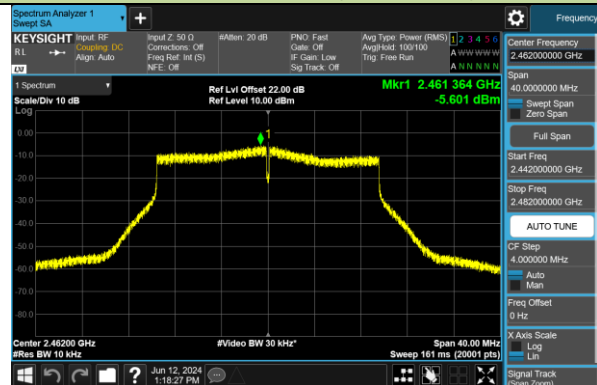 Spectrum Analyzer 1
Swept SA
+
Frequency
KEYSIGHT
RL
LXI
Input: RF
Coupling: DC
Align: Auto
Input Z: 50 Ω
Corrections: Off
Freq Ref: Int (S)
NFE: Off
#Atten: 20 dB
PNO: Fast
Gate: Off
IF Gain: Low
Sig Track: Off
Avg Type: Power (RMS)
Avg|Hold: 100/100
Trig: Free Run
1 2 3 4 5 6
A W W W W W
A N N N N N
Center Frequency
2.462000000 GHz
Span
40.0000000 MHz
Swept Span
Zero Span
Full Span
Start Freq
2.442000000 GHz
Stop Freq
2.482000000 GHz
AUTO TUNE
CF Step
4.000000 MHz
Auto
Man
Freq Offset
0 Hz
X Axis Scale
Log
Lin
Signal Track
(Span Zoom)
1 Spectrum
Scale/Div 10 dB
Log
Ref Lvl Offset 22.00 dB
Ref Level 10.00 dBm
Mkr1 2.461 364 GHz
-5.601 dBm
0.00
-10.0
-20.0
-30.0
-40.0
-50.0
-60.0
-70.0
-80.0
1
Center 2.46200 GHz
#Res BW 10 kHz
#Video BW 30 kHz*
Span 40.00 MHz
Sweep 161 ms (20001 pts)
?
Jun 12, 2024
1:18:27 PM